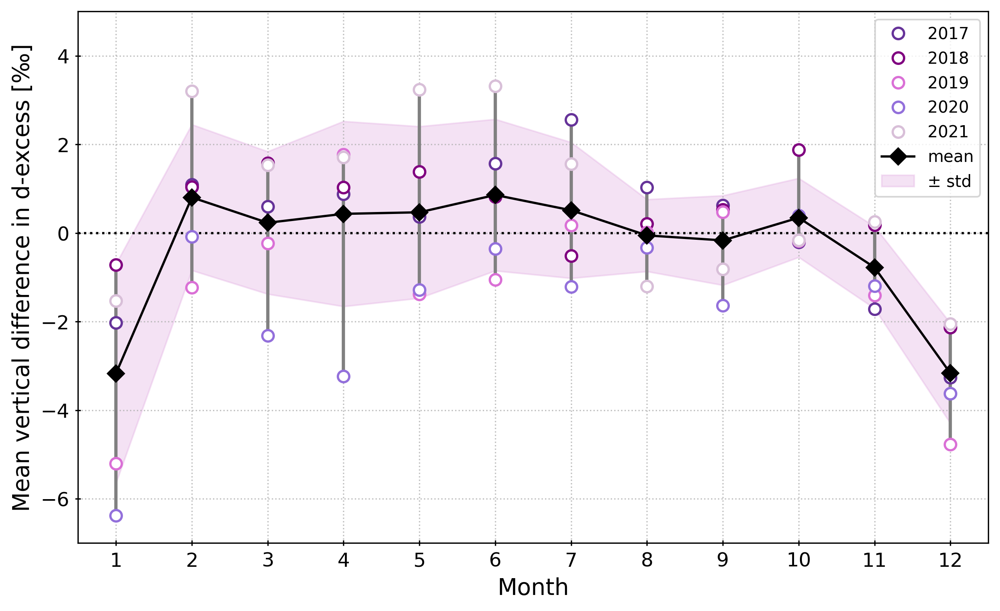 Mean vertical difference in d-excess [‰]
4
2
0
−2
−4
−6
1 2 3 4 5 6 7 8 9 10 11 12
Month
2017
2018
2019
2020
2021
mean
± std